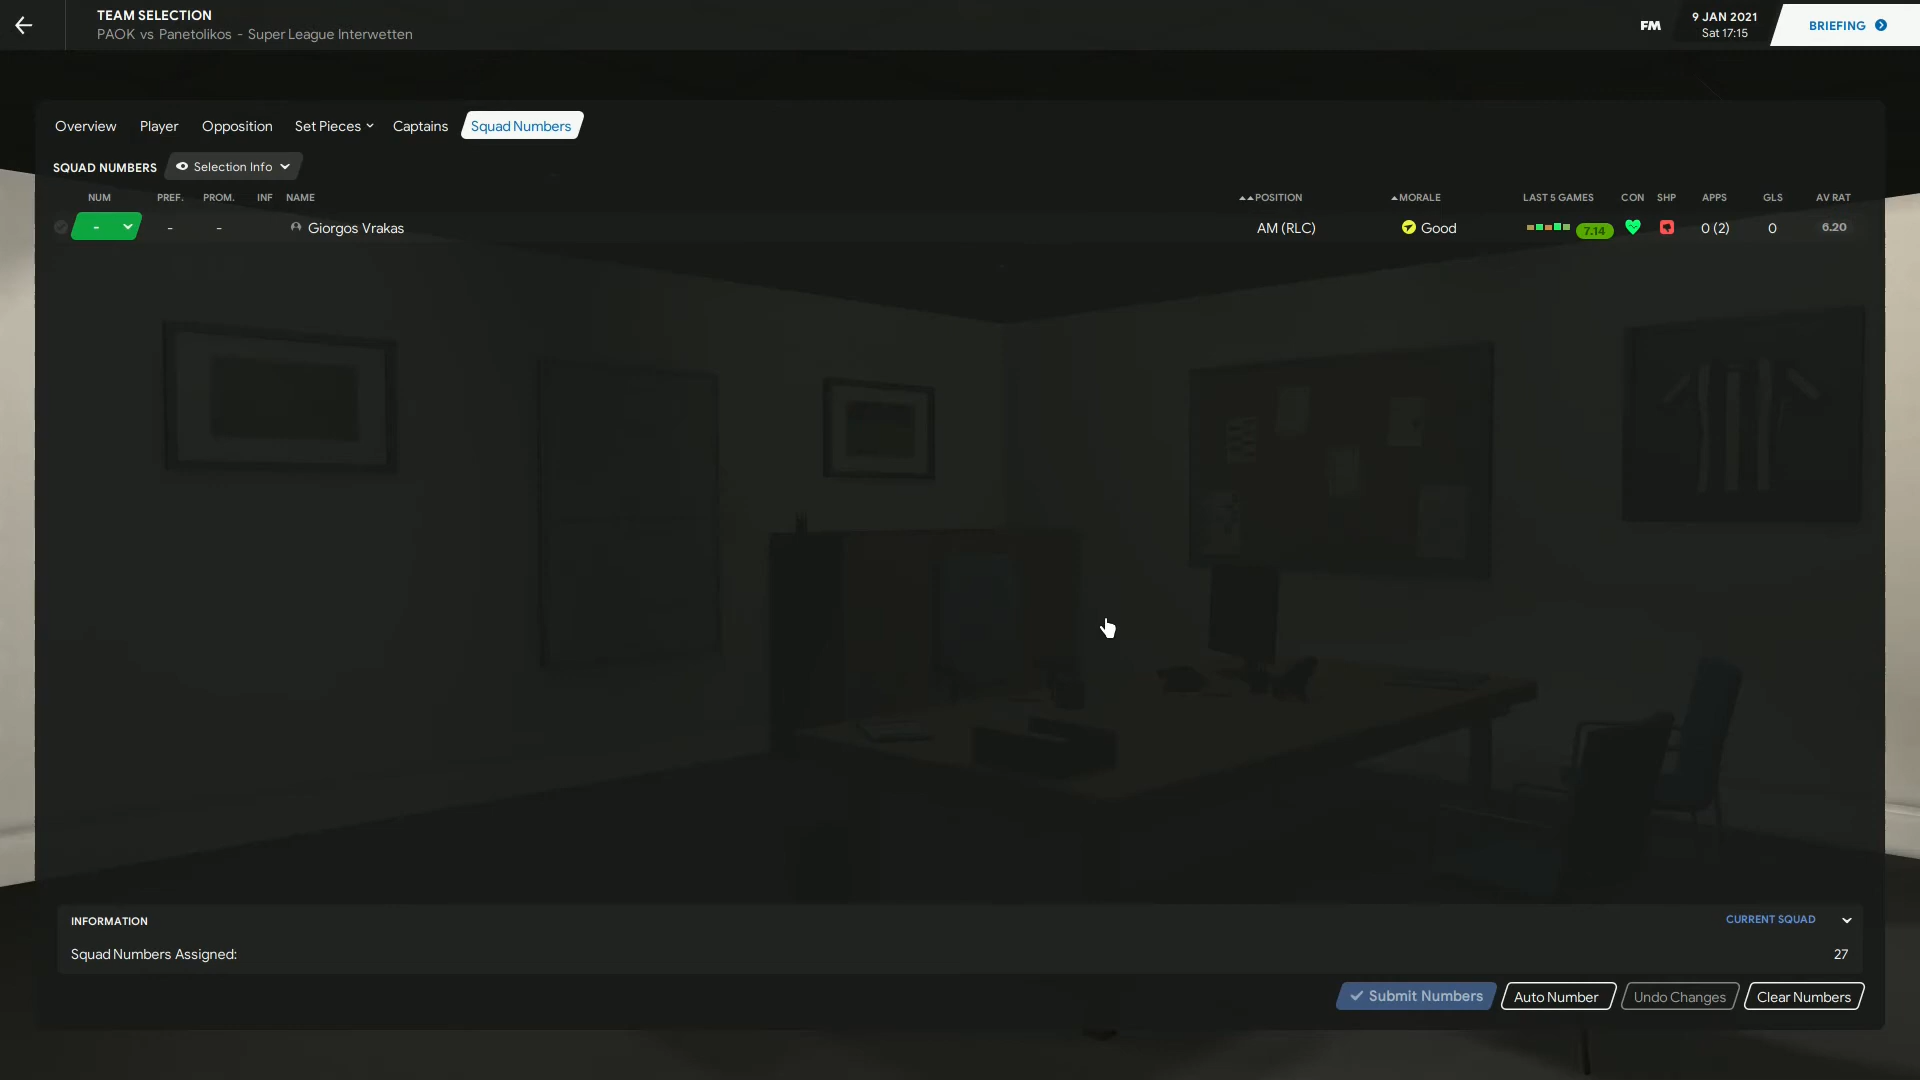 TEAM SELECTION
PAOK vs Panetolikos - Super League Interwetten
FM
9 JAN 2021
Sat 17:15
BRIEFING
Overview
Player
Opposition
Set Pieces
Captains
Squad Numbers
SQUAD NUMBERS
Selection Info
NUM PREF. PROM. INF NAME POSITION MORALE LAST 5 GAMES CON SHP APPS GLS AV RAT
- - - Giorgos Vrakas AM (RLC) Good 7.14 0 (2) 0 6.20
INFORMATION
CURRENT SQUAD
Squad Numbers Assigned: 27
Submit Numbers
Auto Number
Undo Changes
Clear Numbers